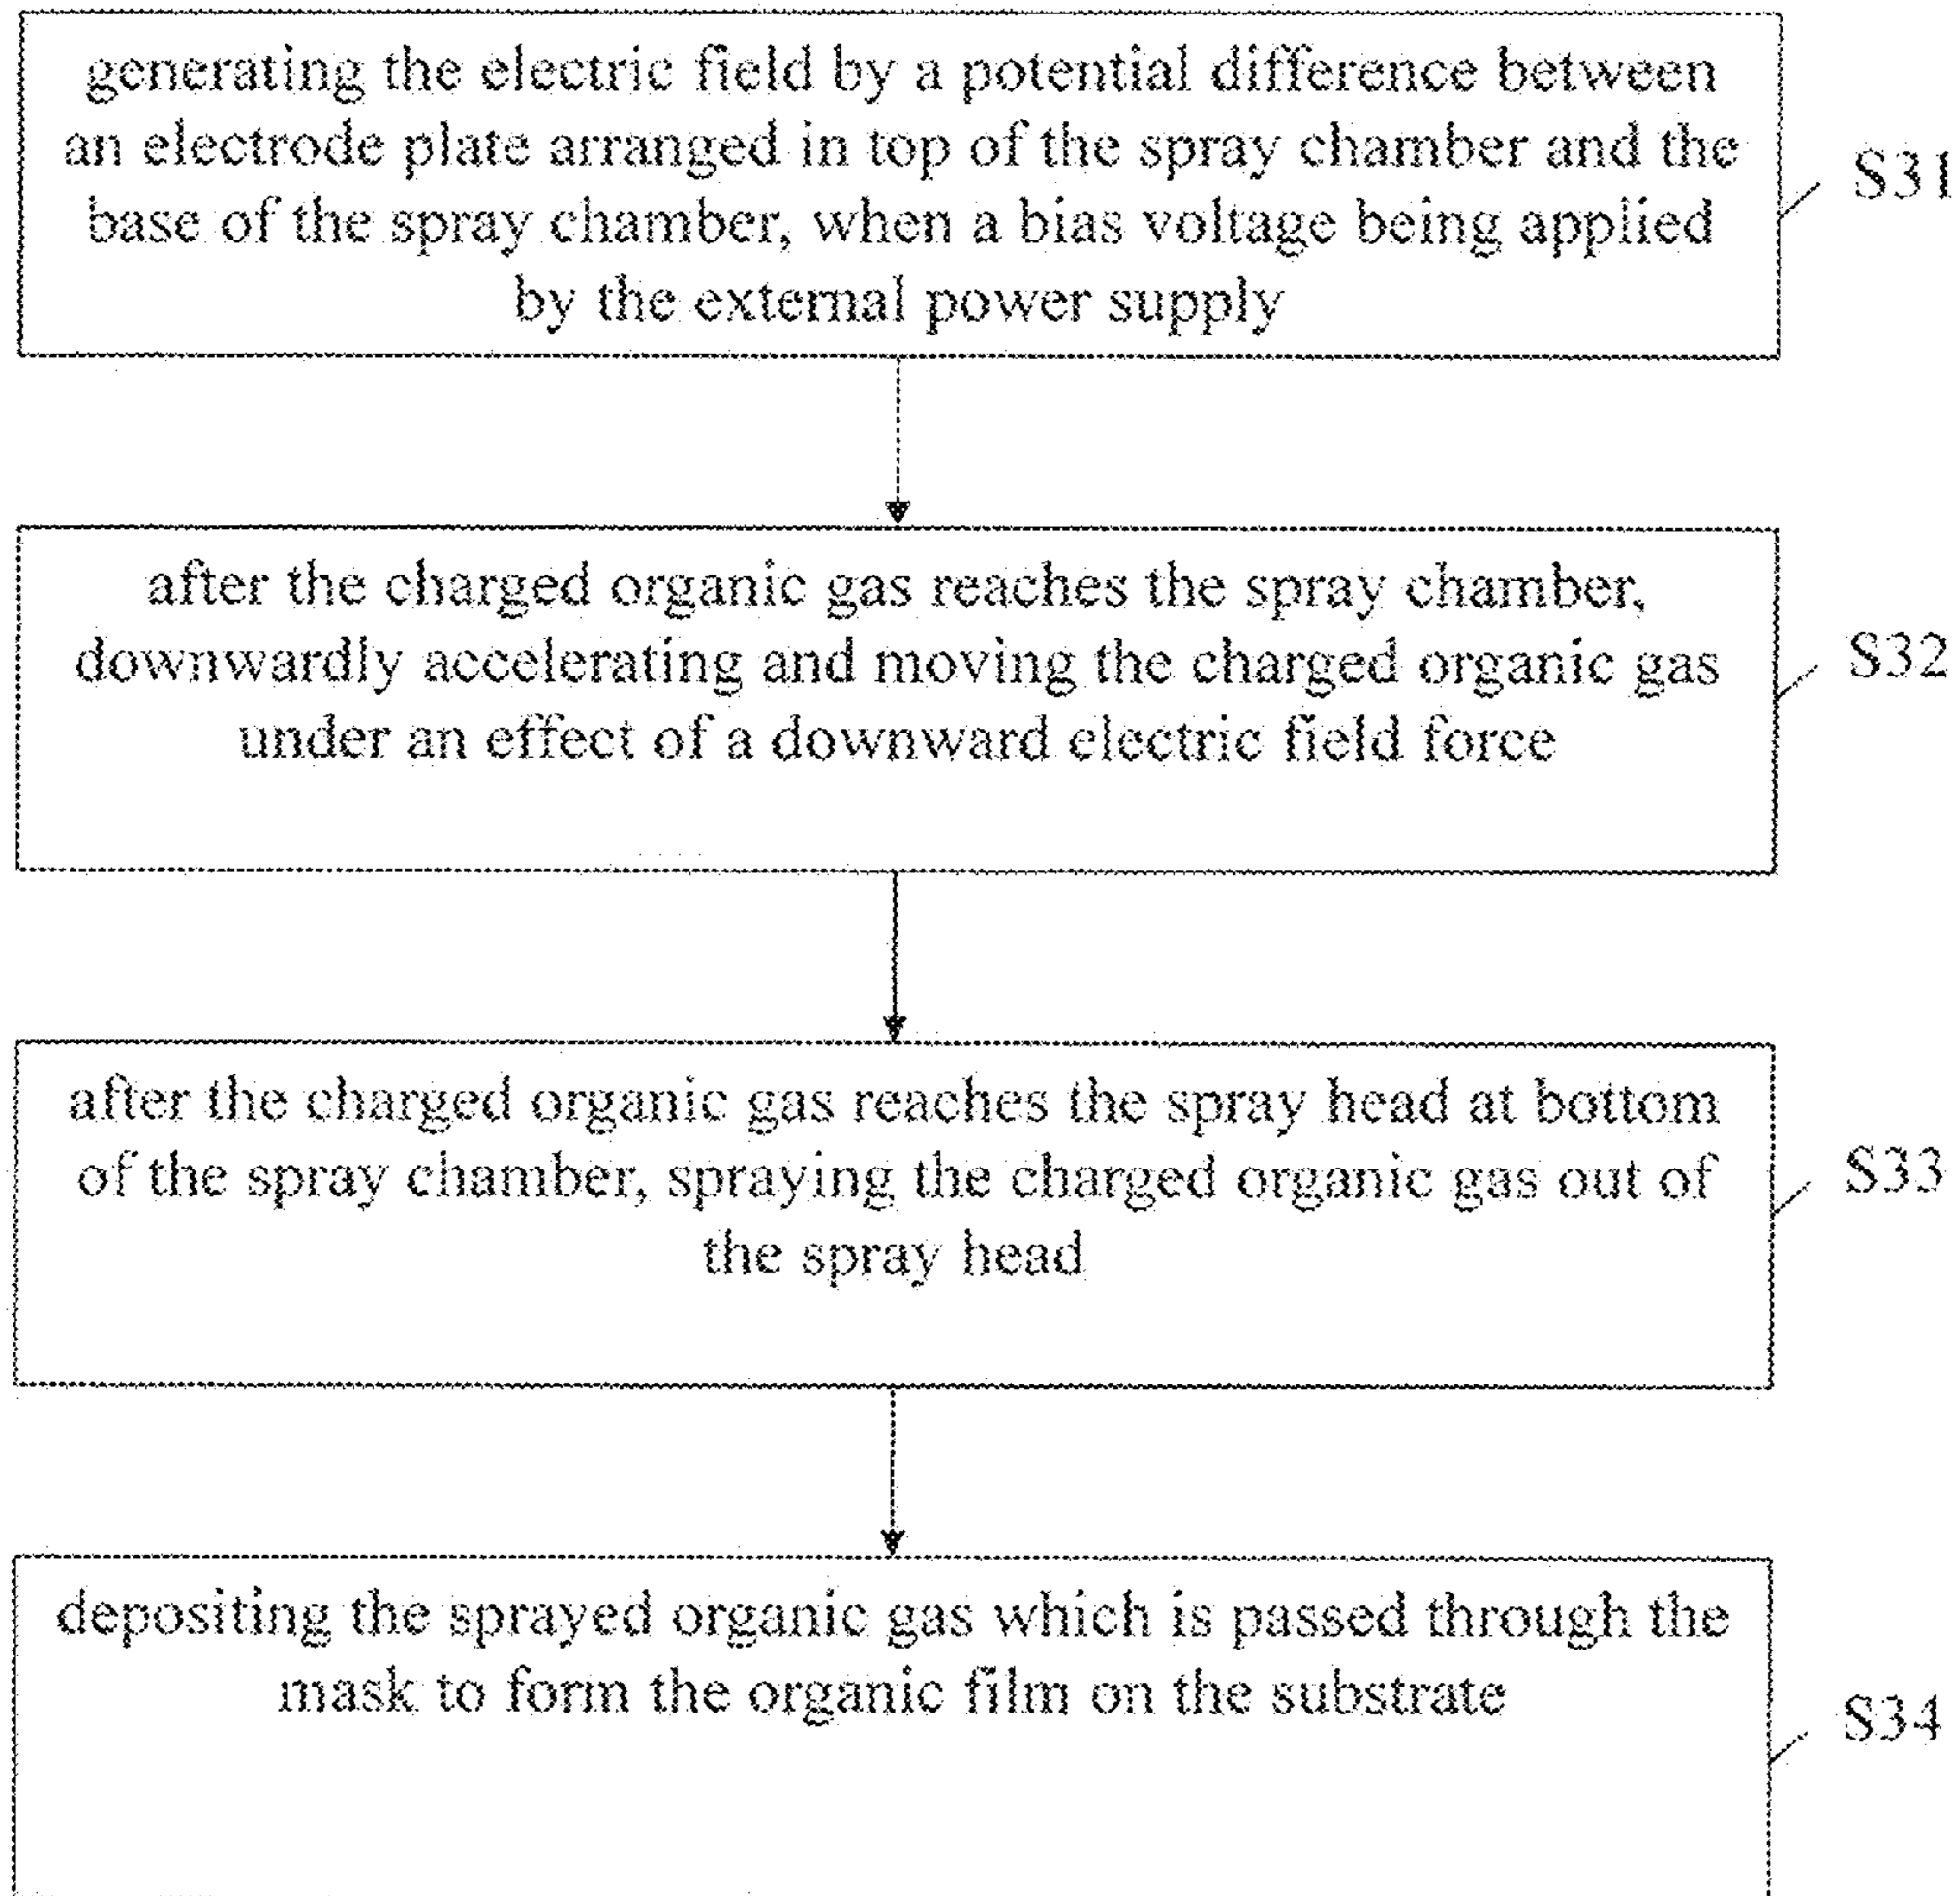 generating the electric field by a potential difference between
an electrode plate arranged in top of the spray chamber and the
base of the spray chamber, when a bias voltage being applied
by the external power supply
S31
after the charged organic gas reaches the spray chamber,
downwardly accelerating and moving the charged organic gas
under an effect of a downward electric field force
S32
after the charged organic gas reaches the spray head at bottom
of the spray chamber, spraying the charged organic gas out of
the spray head
S33
depositing the sprayed organic gas which is passed through the
mask to form the organic film on the substrate
S34